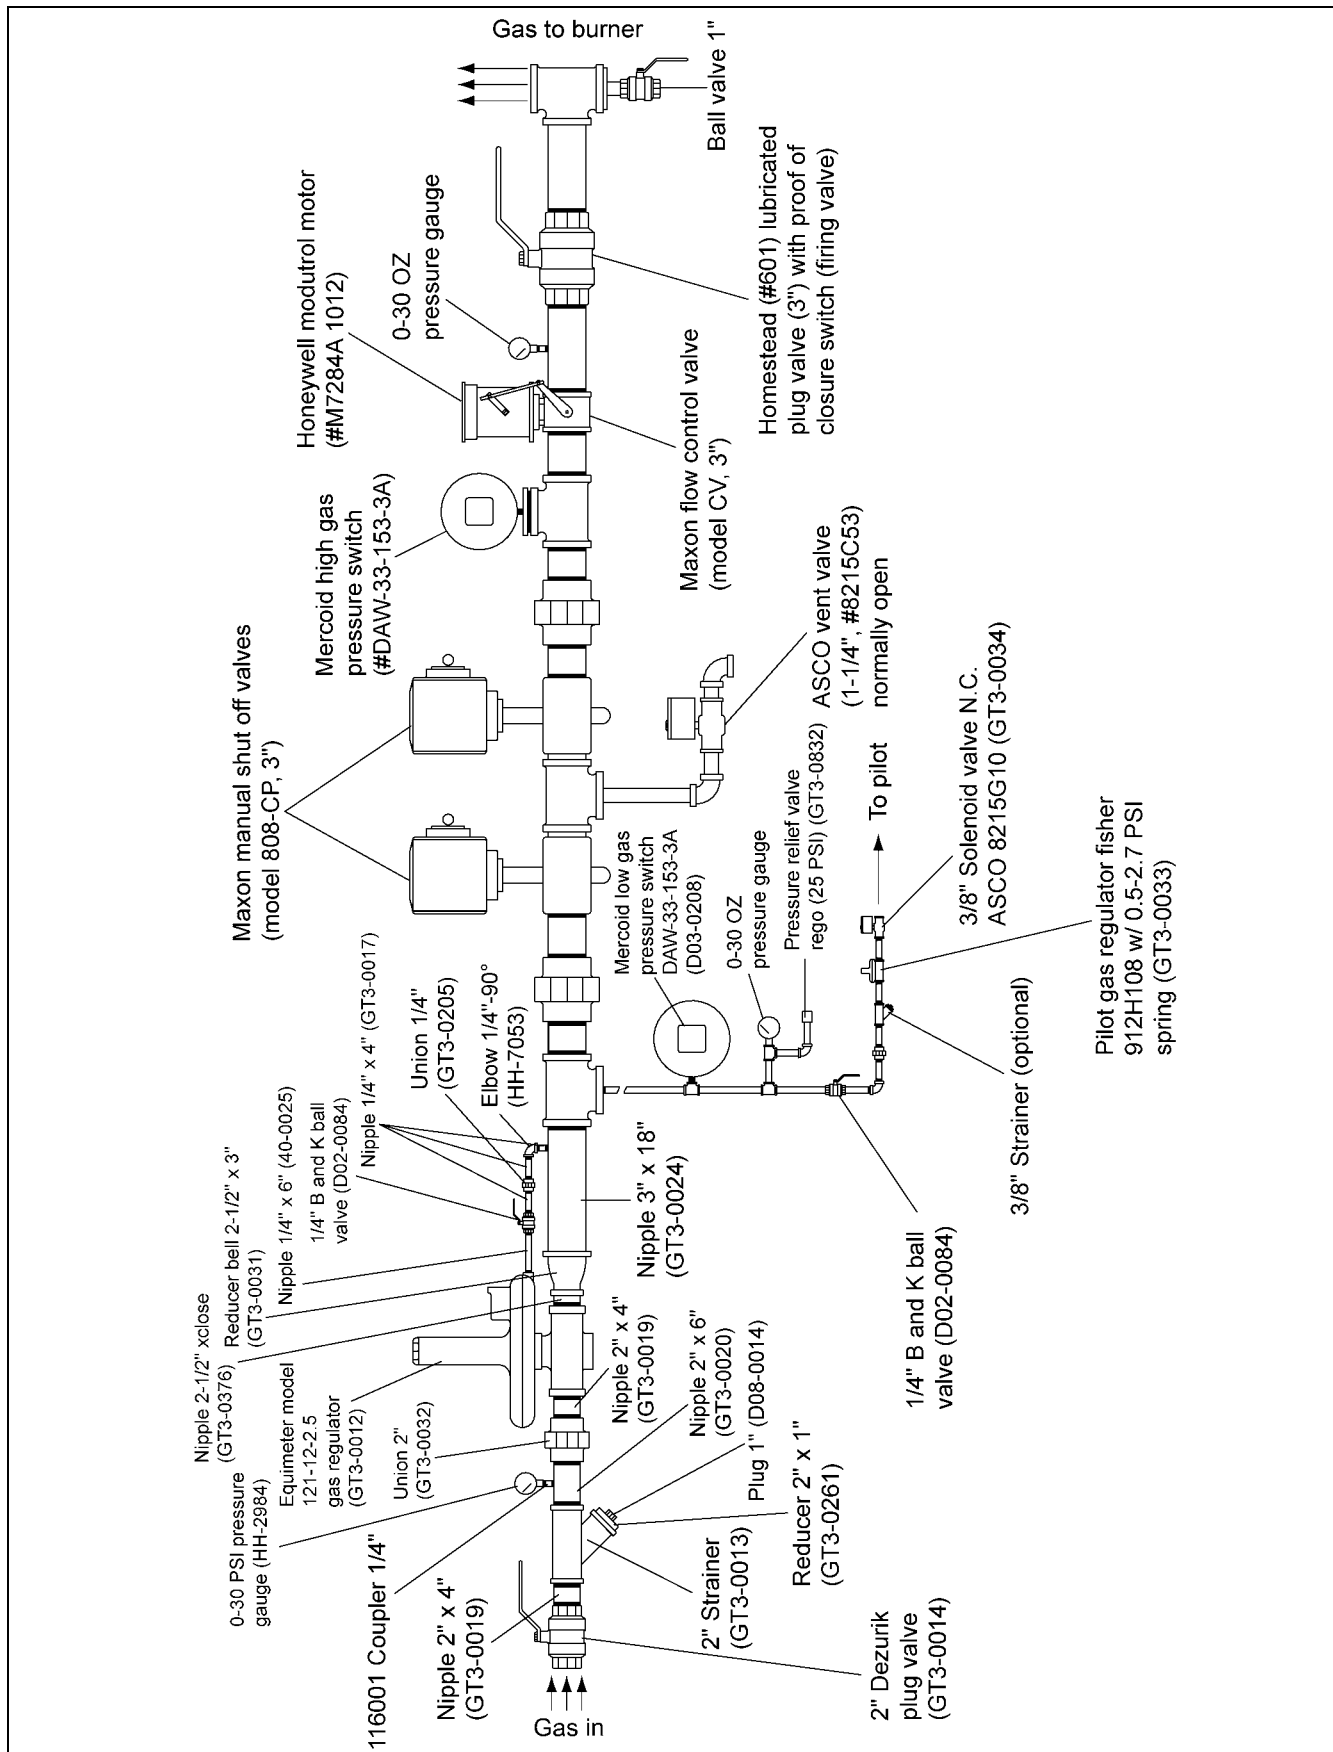 Gas to burner
Ball valve 1"
Honeywell modutrol motor
(#M7284A 1012)
0-30 OZ
pressure gauge
Homestead (#601) lubricated
plug valve (3") with proof of
closure switch (firing valve)
Mercoid high gas
pressure switch
(#DAW-33-153-3A)
Maxon flow control valve
(model CV, 3")
Maxon manual shut off valves
(model 808-CP, 3")
ASCO vent valve
(1-1/4", #8215C53)
normally open
Mercoid low gas
pressure switch
DAW-33-153-3A
(D03-0208)
0-30 OZ
pressure gauge
Pressure relief valve
rego (25 PSI) (GT3-0832)
To pilot
3/8" Solenoid valve N.C.
ASCO 8215G10 (GT3-0034)
Pilot gas regulator fisher
912H108 w/ 0.5-2.7 PSI
spring (GT3-0033)
3/8" Strainer (optional)
1/4" B and K ball
valve (D02-0084)
Nipple 1/4" x 4" (GT3-0017)
Union 1/4"
(GT3-0205)
Elbow 1/4"-90°
(HH-7053)
1/4" B and K ball
valve (D02-0084)
Nipple 1/4" x 6" (40-0025)
Reducer bell 2-1/2" x 3"
(GT3-0031)
Nipple 2-1/2" xclose
(GT3-0376)
Nipple 3" x 18"
(GT3-0024)
Equimeter model
121-12-2.5
gas regulator
(GT3-0012)
Union 2"
(GT3-0032)
Nipple 2" x 4"
(GT3-0019)
Nipple 2" x 6"
(GT3-0020)
Plug 1" (D08-0014)
Reducer 2" x 1"
(GT3-0261)
0-30 PSI pressure
gauge (HH-2984)
116001 Coupler 1/4"
Nipple 2" x 4"
(GT3-0019)
2" Strainer
(GT3-0013)
2" Dezurik
plug valve
(GT3-0014)
Gas in